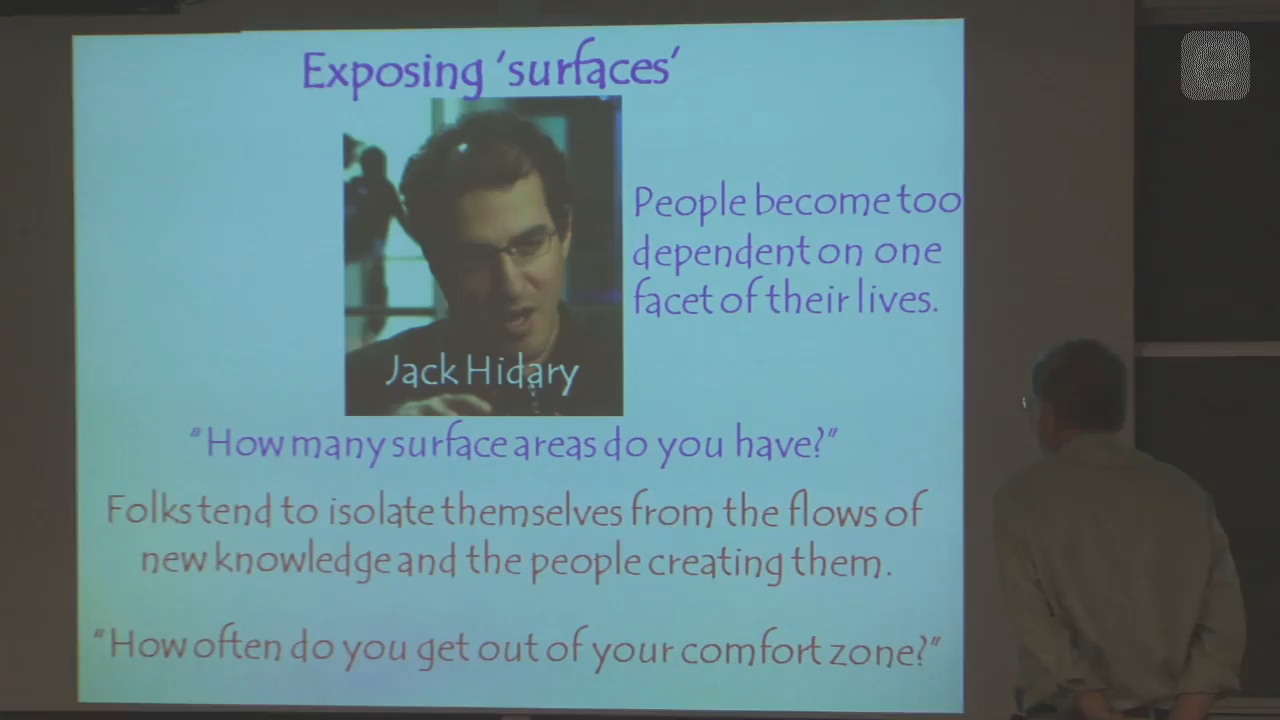 Exposing 'surfaces'
People become too
dependent on one
facet of their lives.
Jack Hidary
"How many surface areas do you have?"
Folks tend to isolate themselves from the flows of
new knowledge and the people creating them.
"How often do you get out of your comfort zone?"